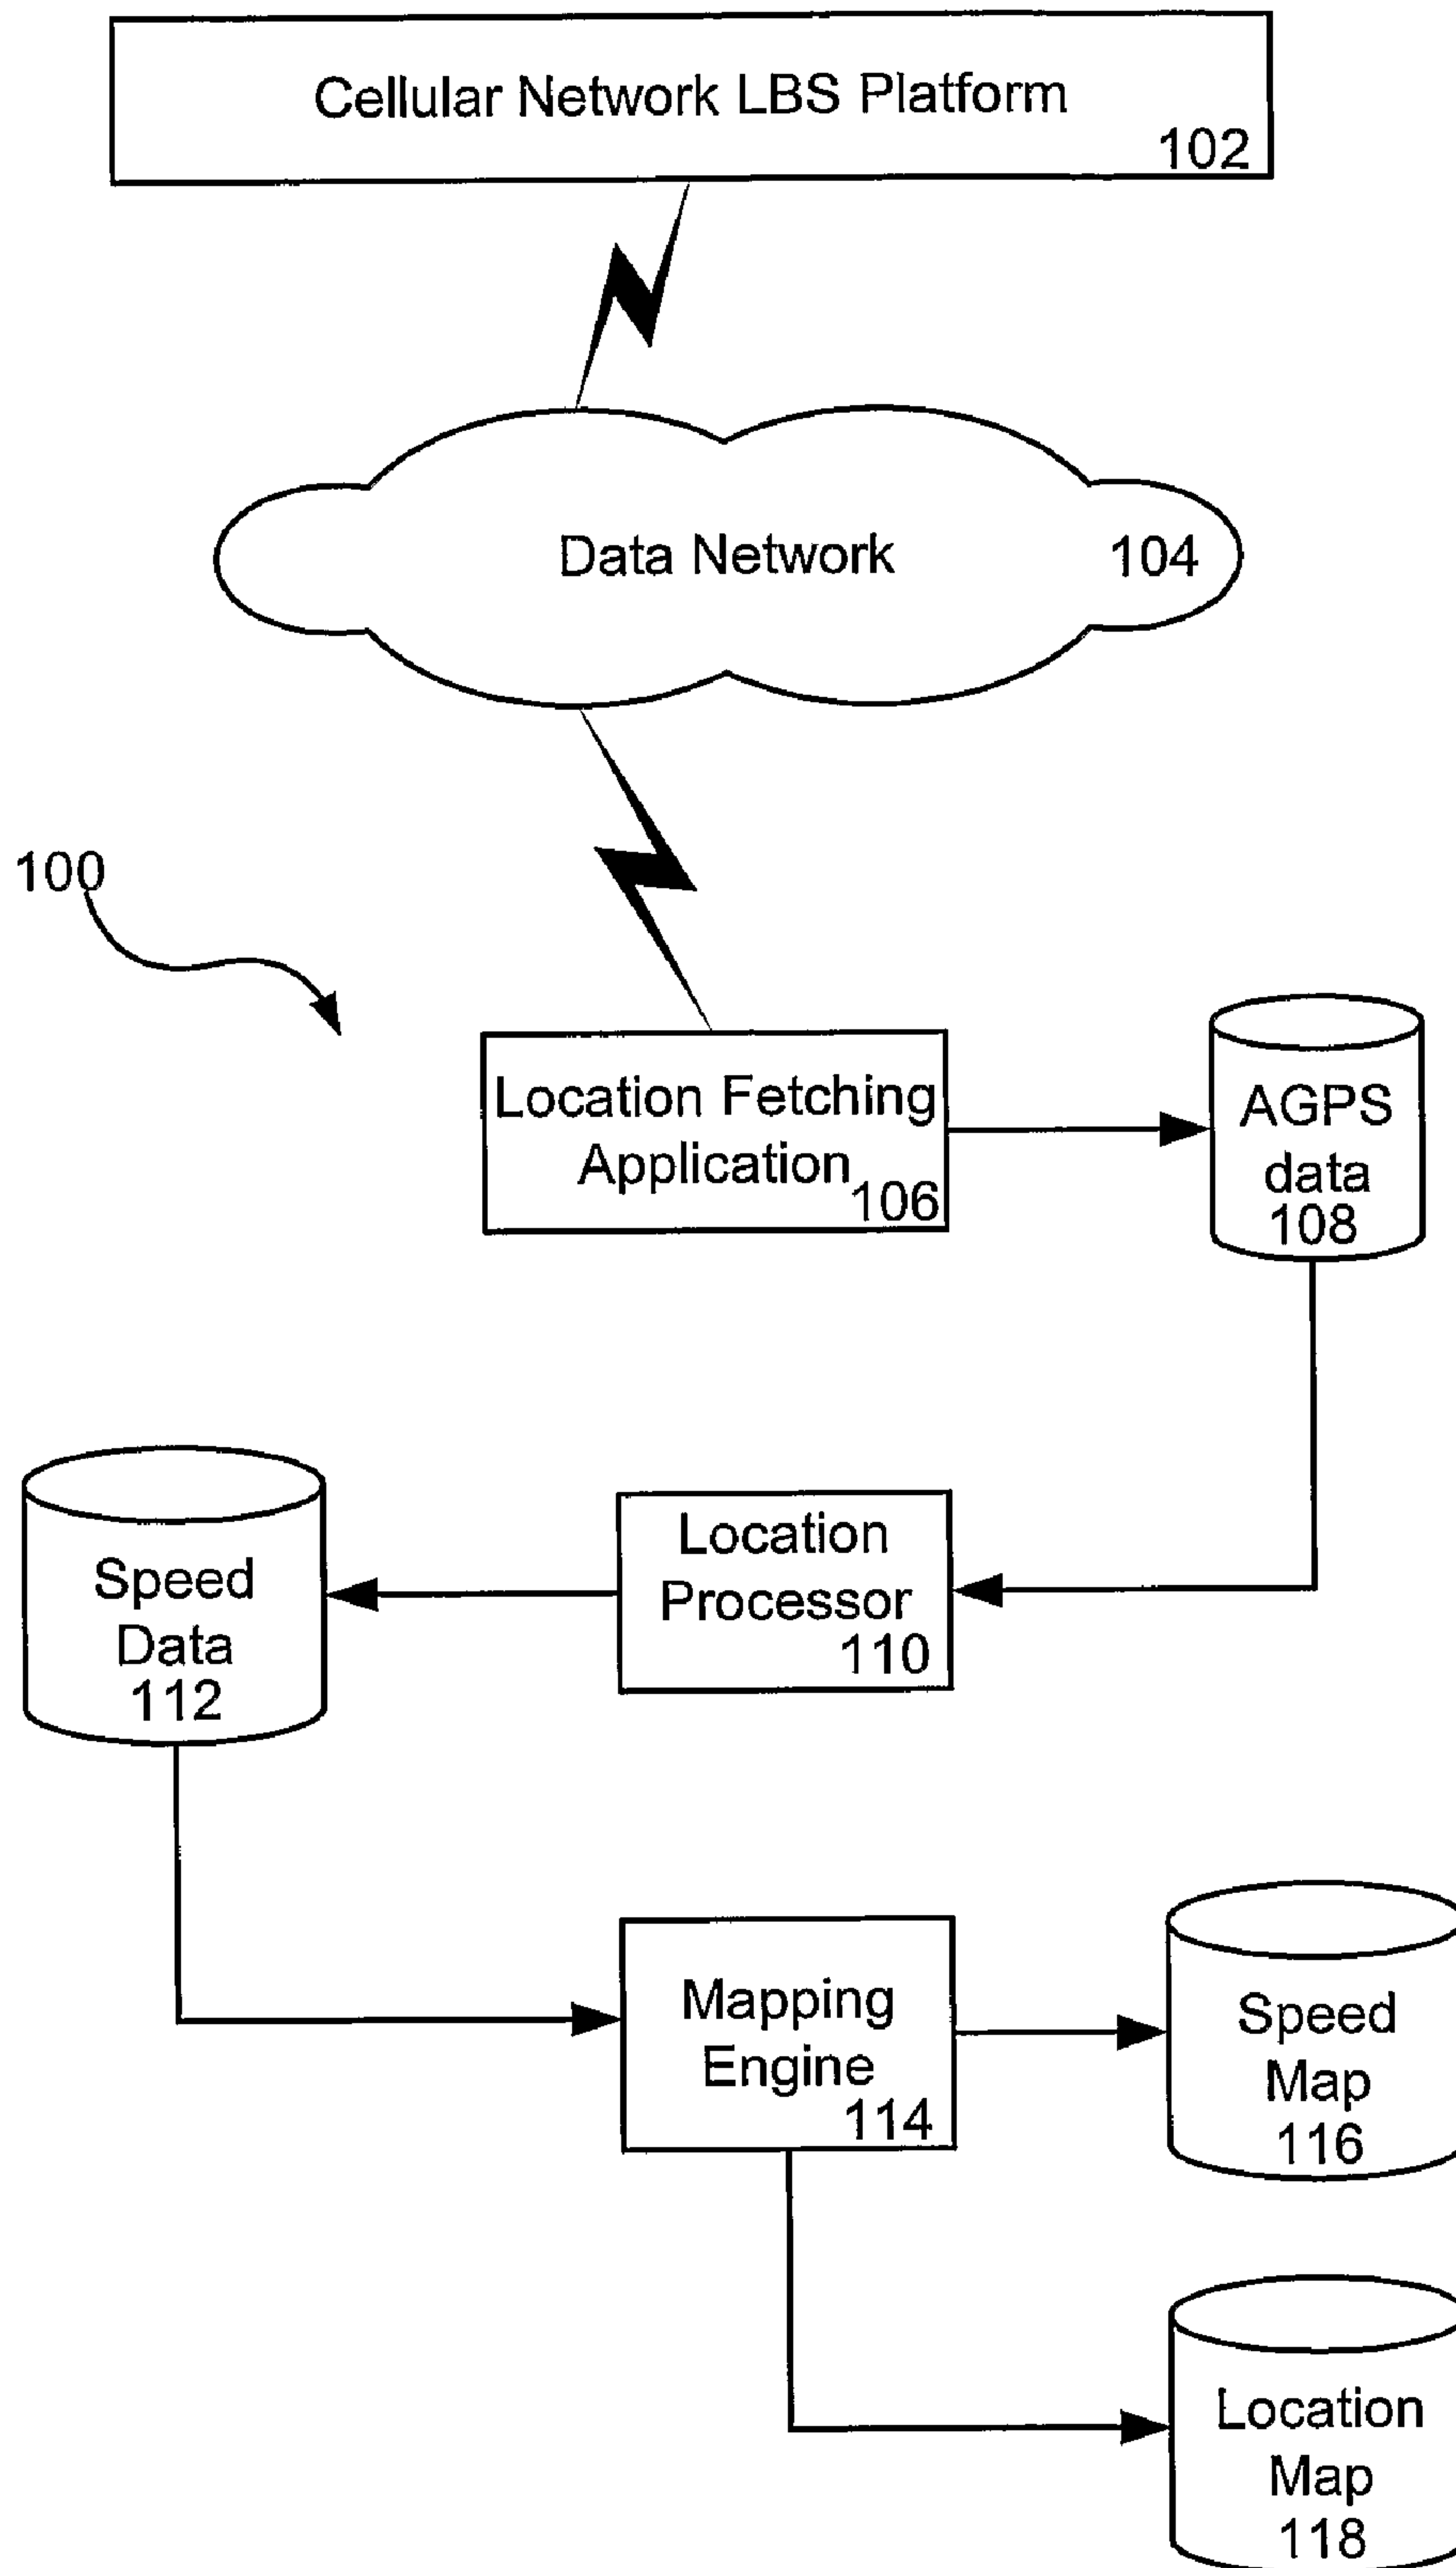 Cellular Network LBS Platform
102
Data Network
104
100
Location Fetching
Application
106
AGPS
data
108
Speed
Data
112
Location
Processor
110
Mapping
Engine
114
Speed
Map
116
Location
Map
118